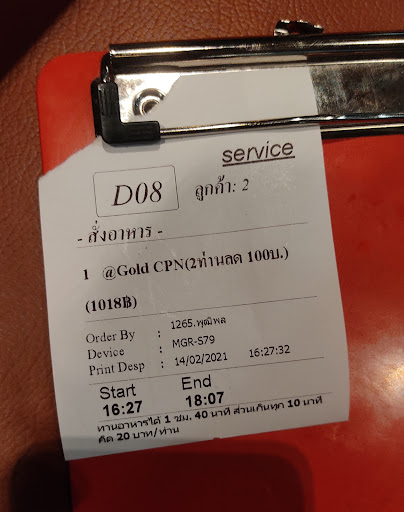 service
D08
ลูกค้า: 2
- สั่งอาหาร -
1 @Gold CPN(2ท่านลด 100บ.)
(1018฿)
Order By : 1265.พุฒิพล
Device : MGR-S79
Print Desp : 14/02/2021 16:27:32
Start End
16:27 18:07
ทานอาหารได้ 1 ชม. 40 นาที ส่วนเกินทุก 10 นาที
คิด 20 บาท/ท่าน